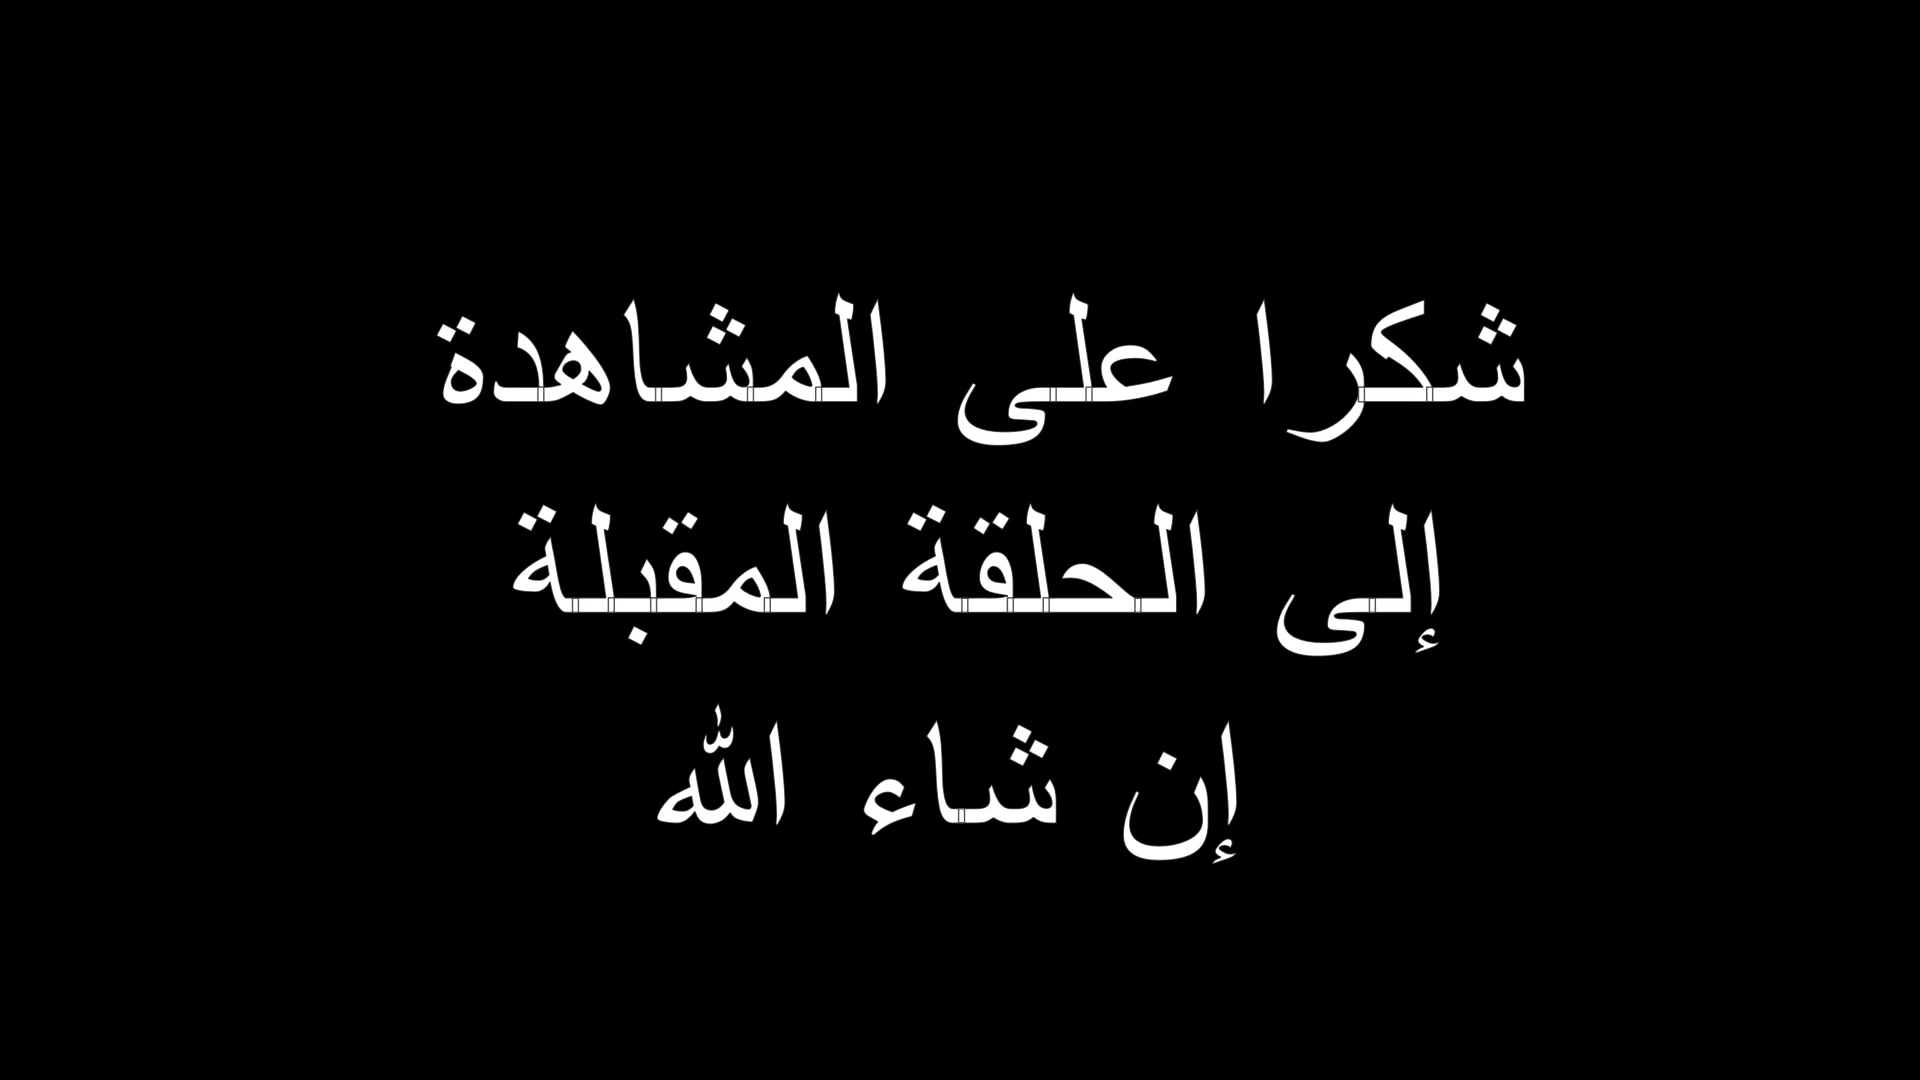 شكرا على المشاهدة
إلى الحلقة المقبلة
إن شاء الله